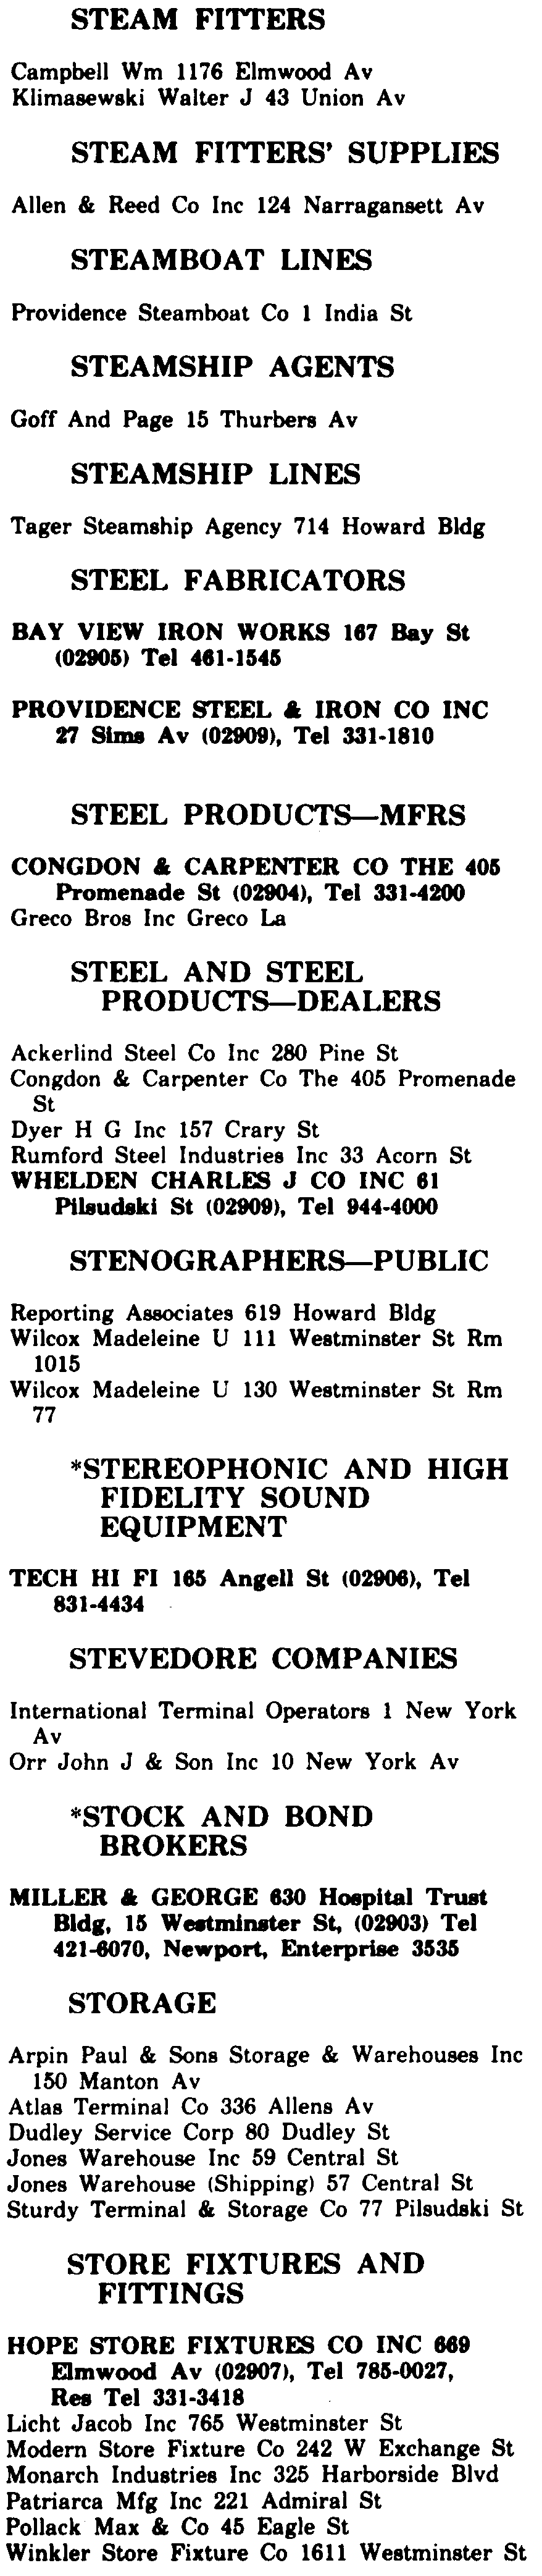 STEAM FITTERS
Campbell Wm 1176 Elmwood Av
Klimasewski Walter J 43 Union Av
STEAM FITTERS' SUPPLIES
Allen & Reed Co Inc 124 Narragansett Av
STEAMBOAT LINES
Providence Steamboat Co 1 India St
STEAMSHIP AGENTS
Goff And Page 15 Thurbers Av
STEAMSHIP LINES
Tager Steamship Agency 714 Howard Bldg
STEEL FABRICATORS
BAY VIEW IRON WORKS 167 Bay St
(02905) Tel 461-1545
PROVIDENCE STEEL & IRON CO INC
27 Sims Av (02909), Tel 331-1810
STEEL PRODUCTS—MFRS
CONGDON & CARPENTER CO THE 405
Promenade St (02904), Tel 331-4200
Greco Bros Inc Greco La
STEEL AND STEEL
PRODUCTS—DEALERS
Ackerlind Steel Co Inc 280 Pine St
Congdon & Carpenter Co The 405 Promenade
St
Dyer H G Inc 157 Crary St
Rumford Steel Industries Inc 33 Acorn St
WHELDEN CHARLES J CO INC 61
Pilsudski St (02909), Tel 944-4000
STENOGRAPHERS—PUBLIC
Reporting Associates 619 Howard Bldg
Wilcox Madeleine U 111 Westminster St Rm
1015
Wilcox Madeleine U 130 Westminster St Rm
77
*STEREOPHONIC AND HIGH
FIDELITY SOUND
EQUIPMENT
TECH HI FI 165 Angell St (02906), Tel
831-4434
STEVEDORE COMPANIES
International Terminal Operators 1 New York
Av
Orr John J & Son Inc 10 New York Av
*STOCK AND BOND
BROKERS
MILLER & GEORGE 630 Hospital Trust
Bldg, 15 Westminster St, (02903) Tel
421-6070, Newport, Enterprise 3535
STORAGE
Arpin Paul & Sons Storage & Warehouses Inc
150 Manton Av
Atlas Terminal Co 336 Allens Av
Dudley Service Corp 80 Dudley St
Jones Warehouse Inc 59 Central St
Jones Warehouse (Shipping) 57 Central St
Sturdy Terminal & Storage Co 77 Pilsudski St
STORE FIXTURES AND
FITTINGS
HOPE STORE FIXTURES CO INC 669
Elmwood Av (02907), Tel 785-0027,
Res Tel 331-3418
Licht Jacob Inc 765 Westminster St
Modern Store Fixture Co 242 W Exchange St
Monarch Industries Inc 325 Harborside Blvd
Patriarca Mfg Inc 221 Admiral St
Pollack Max & Co 45 Eagle St
Winkler Store Fixture Co 1611 Westminster St